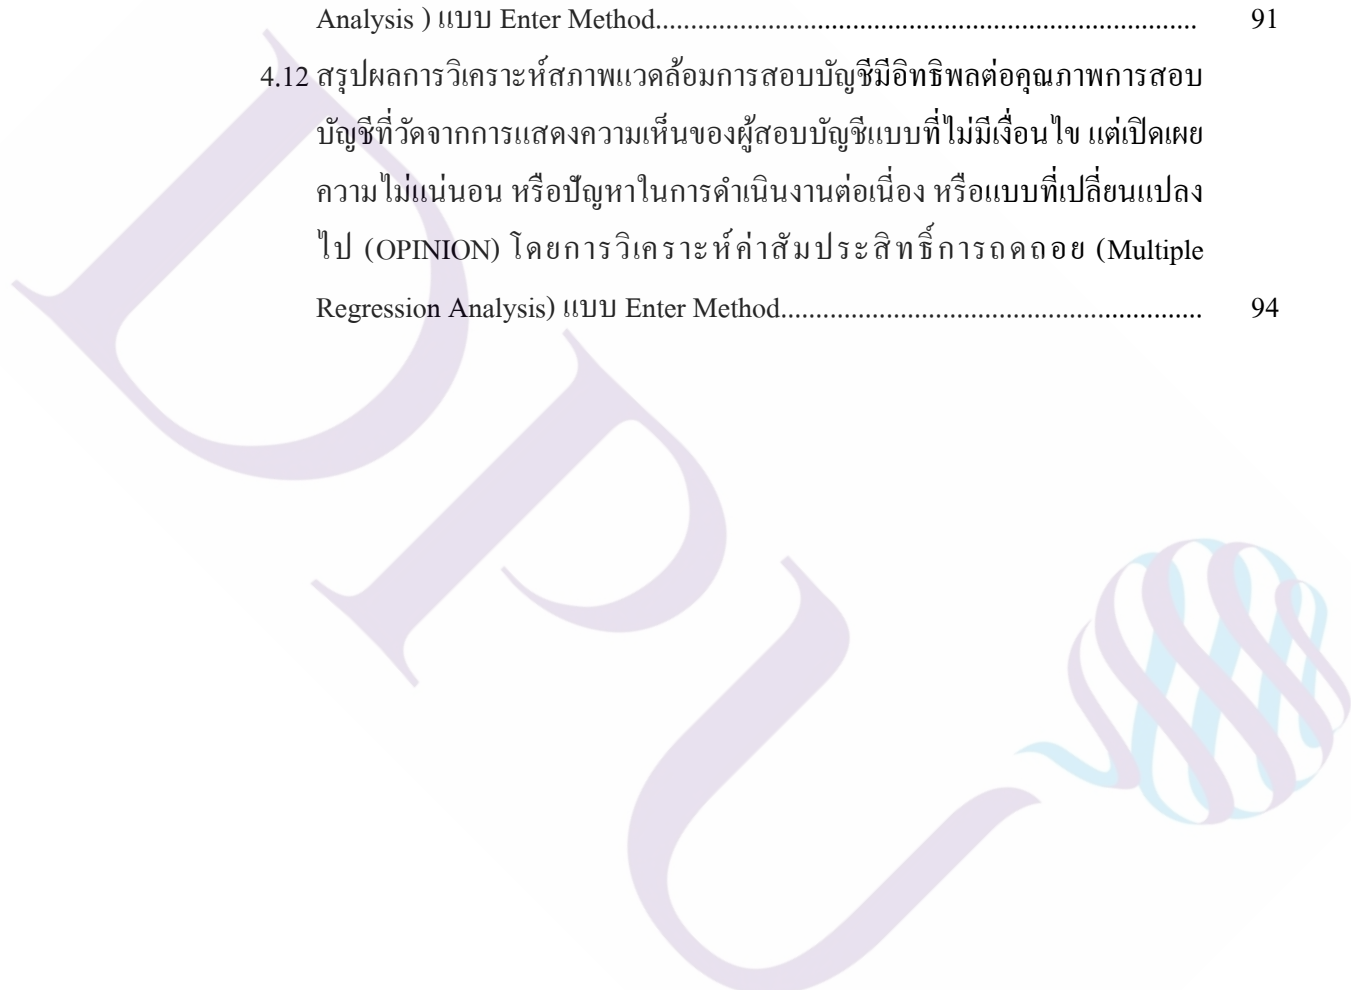 Analysis ) แบบ Enter Method............................................................................. 91
4.12 สรุปผลการวิเคราะห์สภาพแวดล้อมการสอบบัญชีมีอิทธิพลต่อคุณภาพการสอบ
บัญชีที่วัดจากการแสดงความเห็นของผู้สอบบัญชีแบบที่ไม่มีเงื่อนไข แต่เปิดเผย
ความไม่แน่นอน หรือปัญหาในการดำเนินงานต่อเนื่อง หรือแบบที่เปลี่ยนแปลง
ไป (OPINION) โดยการวิเคราะห์ค่าสัมประสิทธิ์การถดถอย (Multiple
Regression Analysis) แบบ Enter Method............................................................ 94
DPU